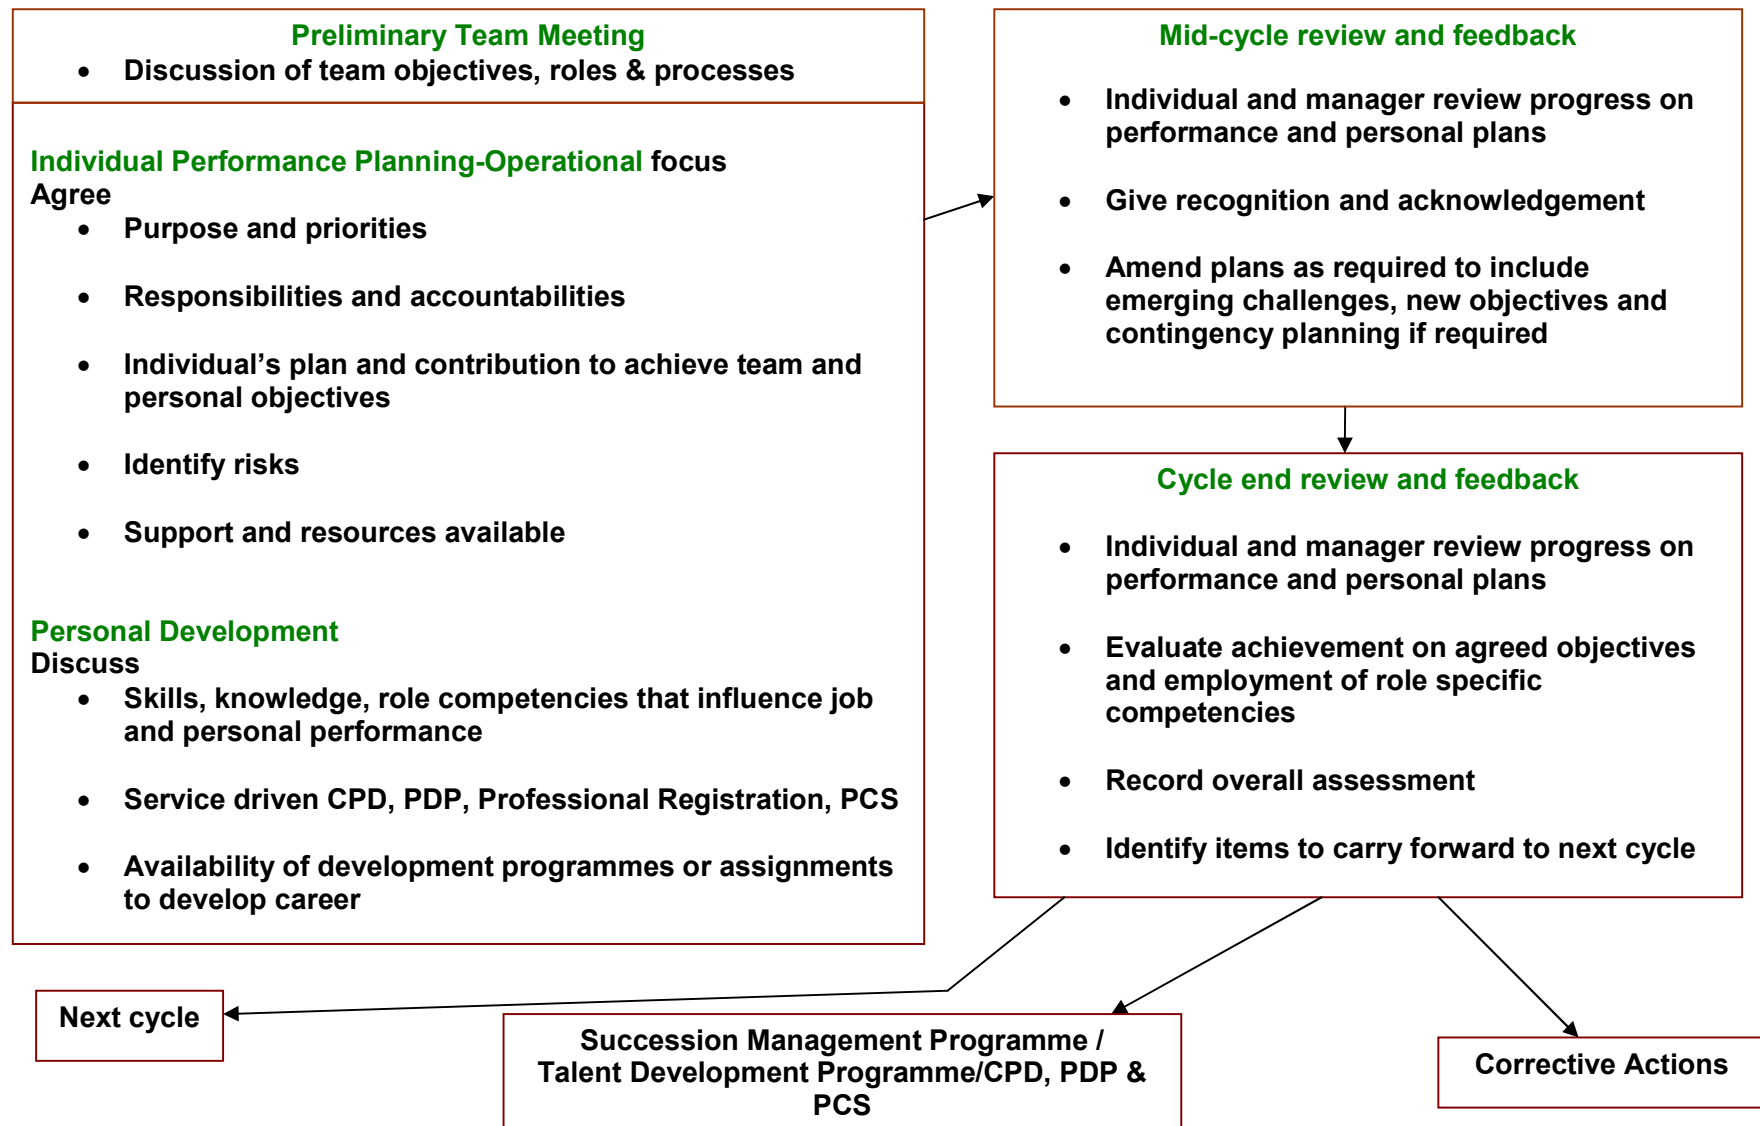 Preliminary Team Meeting
• Discussion of team objectives, roles & processes
Individual Performance Planning-Operational focus
Agree
• Purpose and priorities
• Responsibilities and accountabilities
• Individual’s plan and contribution to achieve team and
personal objectives
• Identify risks
• Support and resources available
Personal Development
Discuss
• Skills, knowledge, role competencies that influence job
and personal performance
• Service driven CPD, PDP, Professional Registration, PCS
• Availability of development programmes or assignments
to develop career
Mid-cycle review and feedback
• Individual and manager review progress on
performance and personal plans
• Give recognition and acknowledgement
• Amend plans as required to include
emerging challenges, new objectives and
contingency planning if required
Cycle end review and feedback
• Individual and manager review progress on
performance and personal plans
• Evaluate achievement on agreed objectives
and employment of role specific
competencies
• Record overall assessment
• Identify items to carry forward to next cycle
Next cycle
Succession Management Programme /
Talent Development Programme/CPD, PDP &
PCS
Corrective Actions